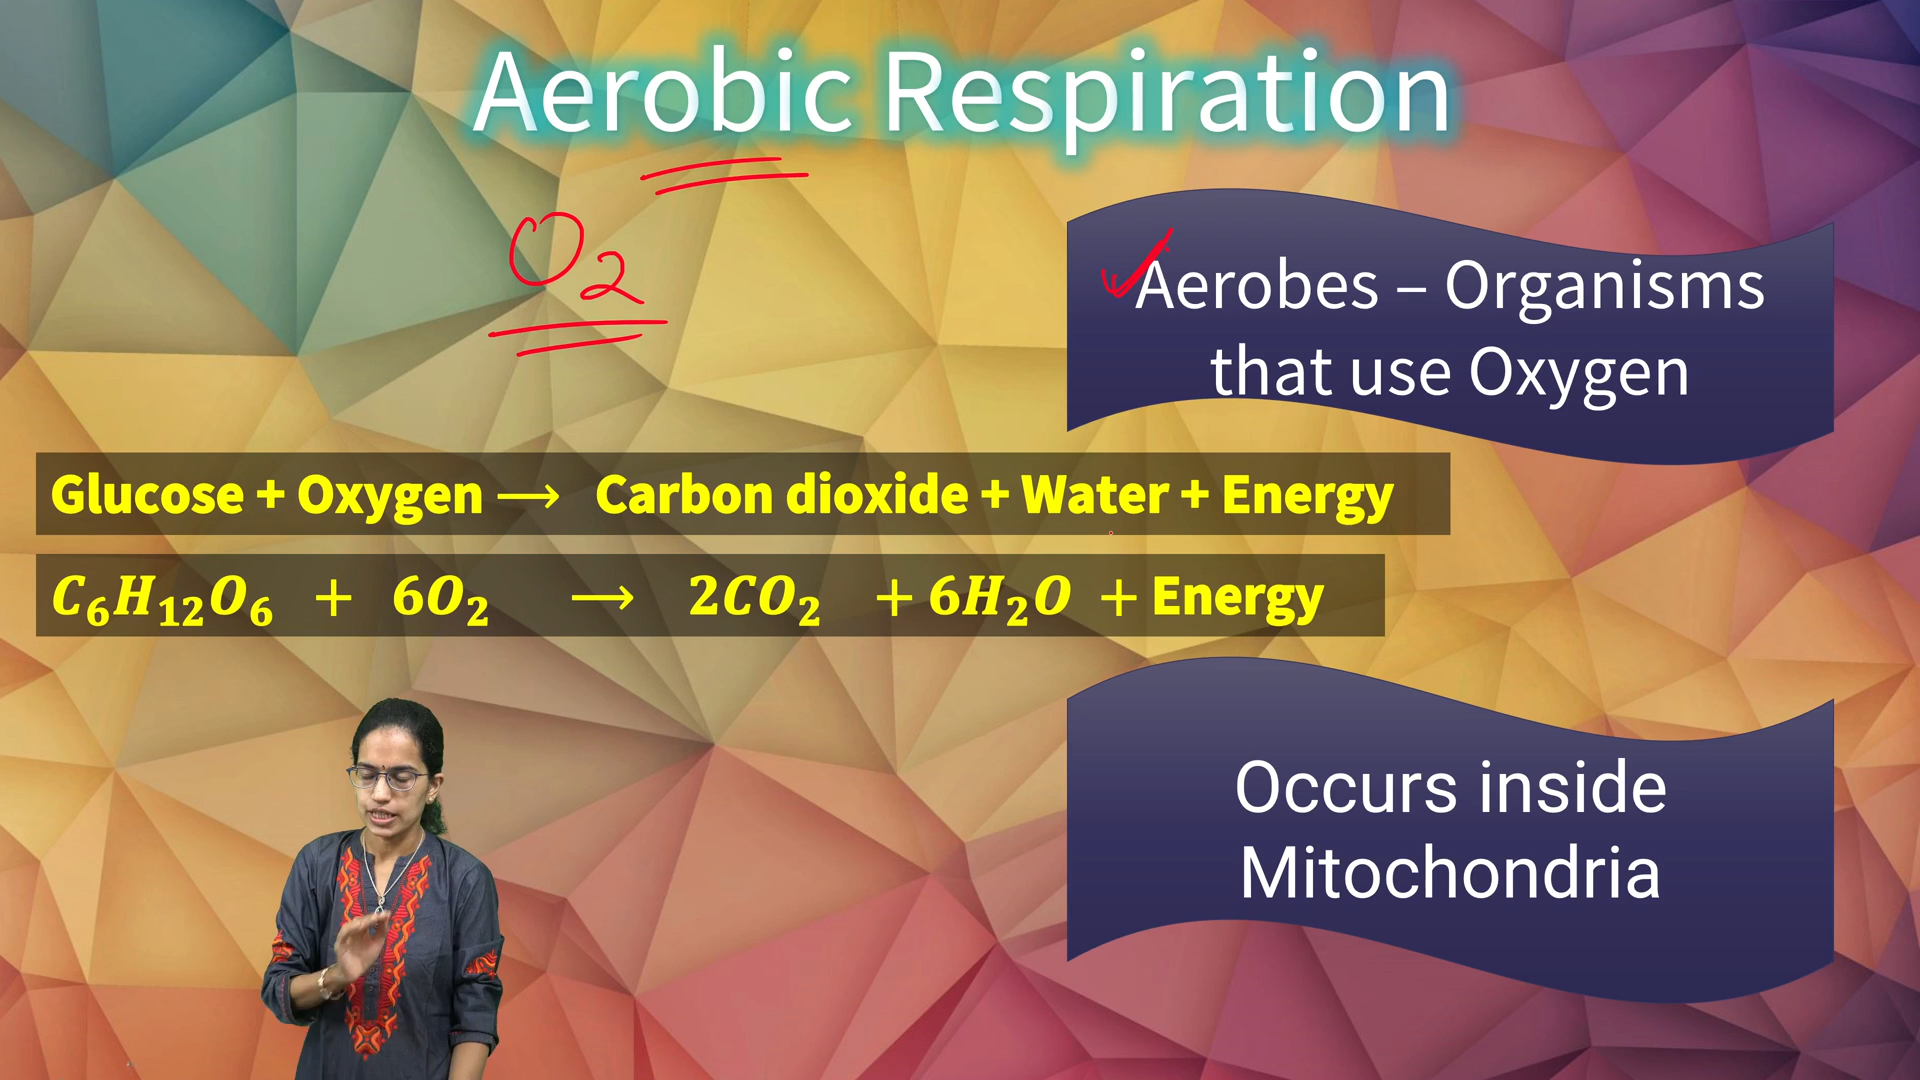 Aerobic Respiration
O2
Aerobes – Organisms
that use Oxygen
Glucose + Oxygen ⟶ Carbon dioxide + Water + Energy
C₆H₁₂O₆ + 6O₂ ⟶ 2CO₂ + 6H₂O + Energy
Occurs inside
Mitochondria